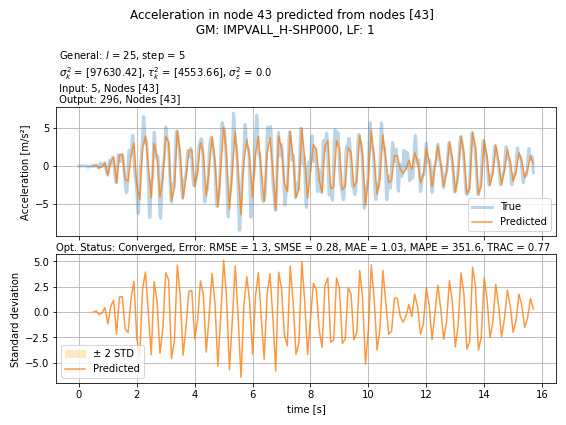 Acceleration in node 43 predicted from nodes [43]
GM: IMPVALL_H-SHP000, LF: 1
General: l = 25, step = 5
σ²ₖ = [97630.42], τ²ₖ = [4553.66], σ²ᵣ = 0.0
Input: 5, Nodes [43]
Output: 296, Nodes [43]
Acceleration [m/s²]
5
0
−5
True
Predicted
Opt. Status: Converged, Error: RMSE = 1.3, SMSE = 0.28, MAE = 1.03, MAPE = 351.6, TRAC = 0.77
Standard deviation
5.0
2.5
0.0
−2.5
−5.0
± 2 STD
Predicted
0 2 4 6 8 10 12 14 16
time [s]